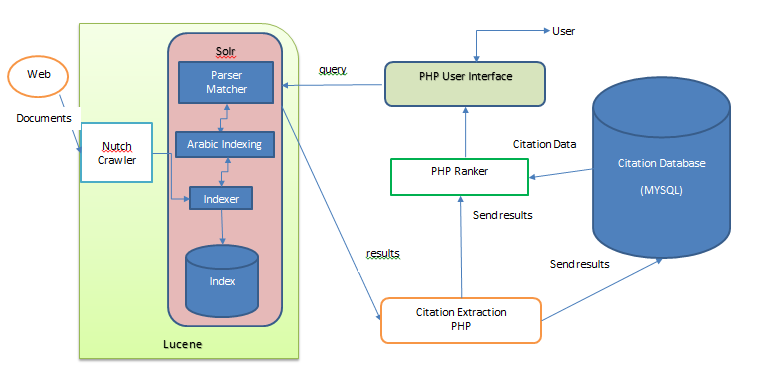 User
Solr
Web
Parser
Matcher
query
PHP User Interface
Documents
Nutch
Crawler
Arabic Indexing
Citation Data
PHP Ranker
Citation Database
(MYSQL)
Indexer
Send results
results
Send results
Index
Citation Extraction
PHP
Lucene